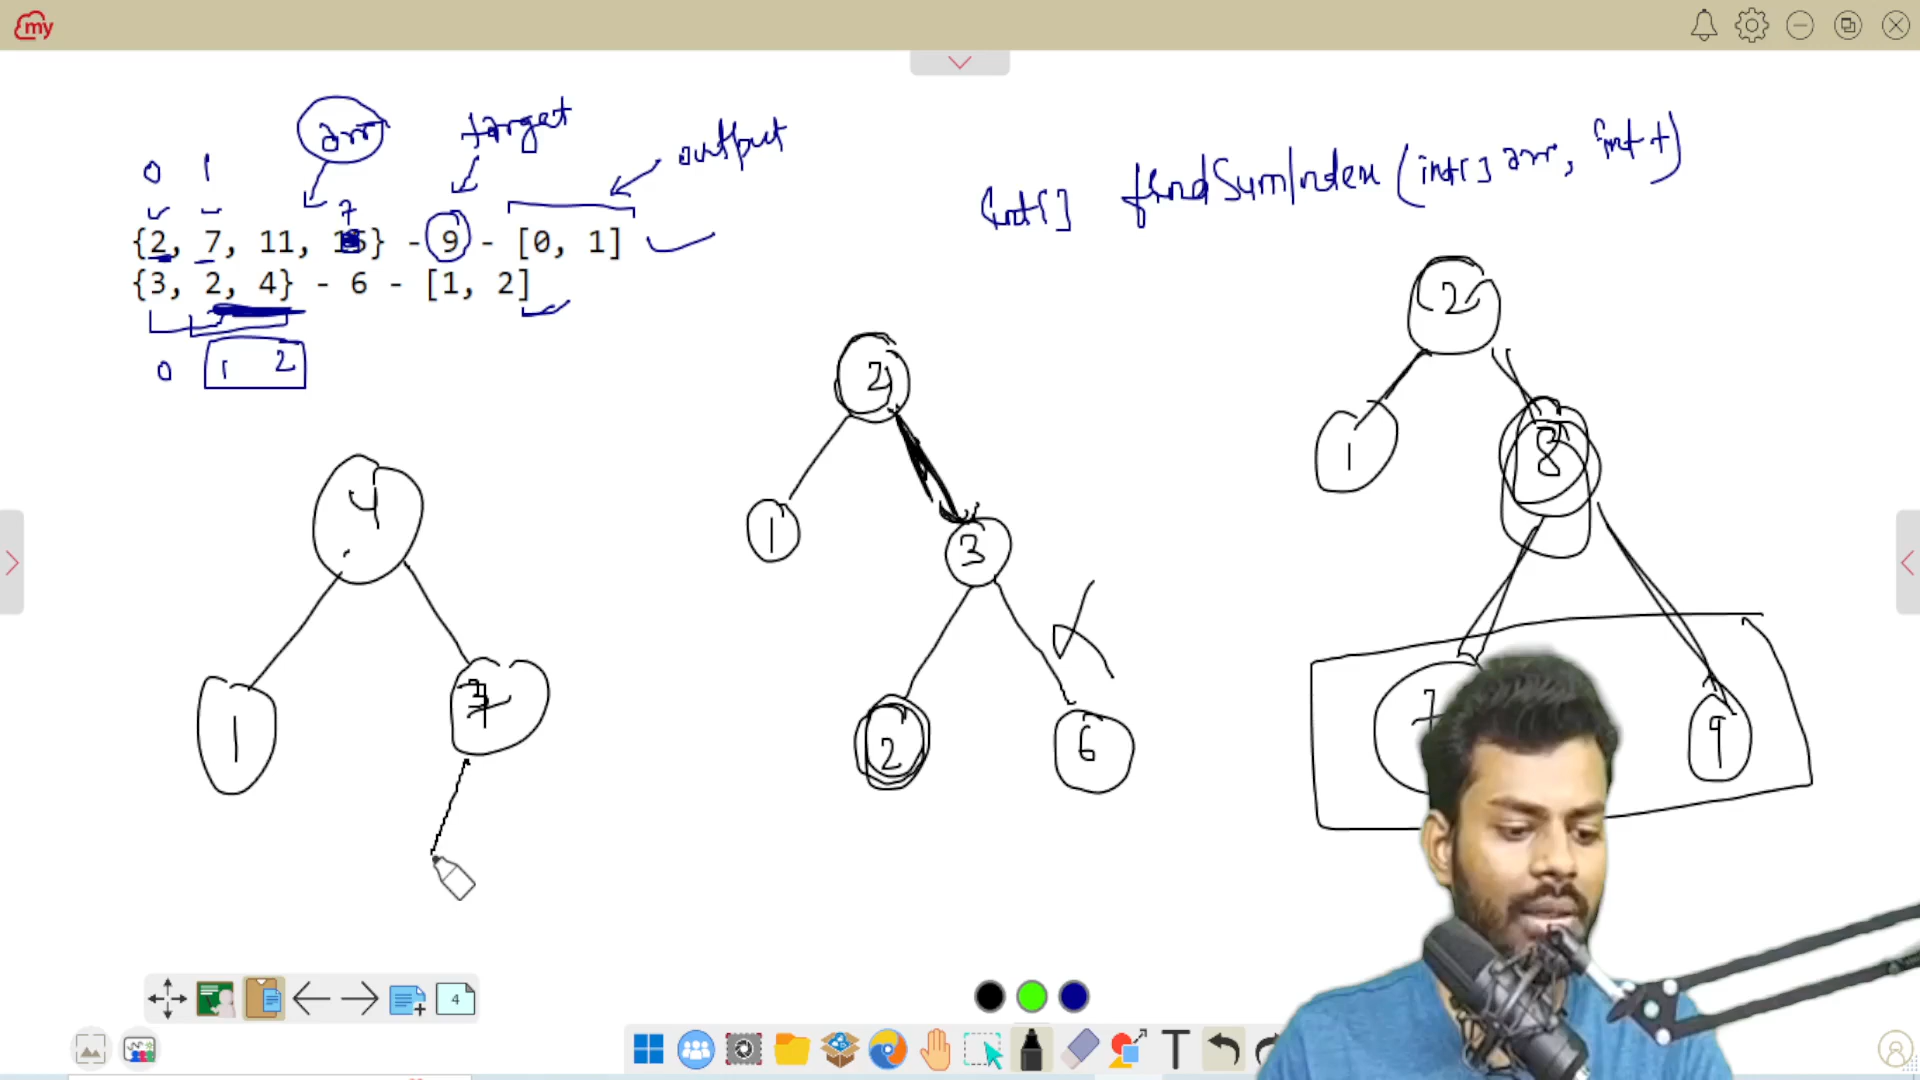 my
arr
target
output
int[] findSumIndex(int[] arr, int t)
0 1
7
{2, 7, 11, 15} - 9 - [0, 1]
{3, 2, 4} - 6 - [1, 2]
0 1 2
2
1
8
7
9
2
1
3
2
6
4
1
4
T